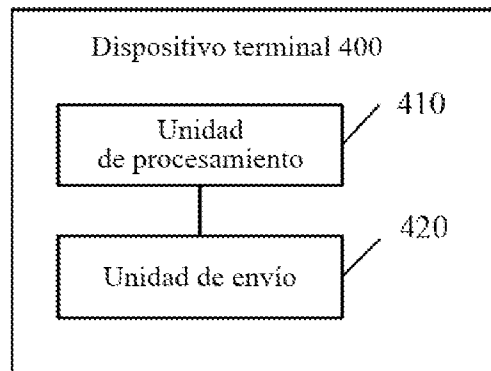 Dispositivo terminal 400
410
Unidad
de procesamiento
420
Unidad de envío